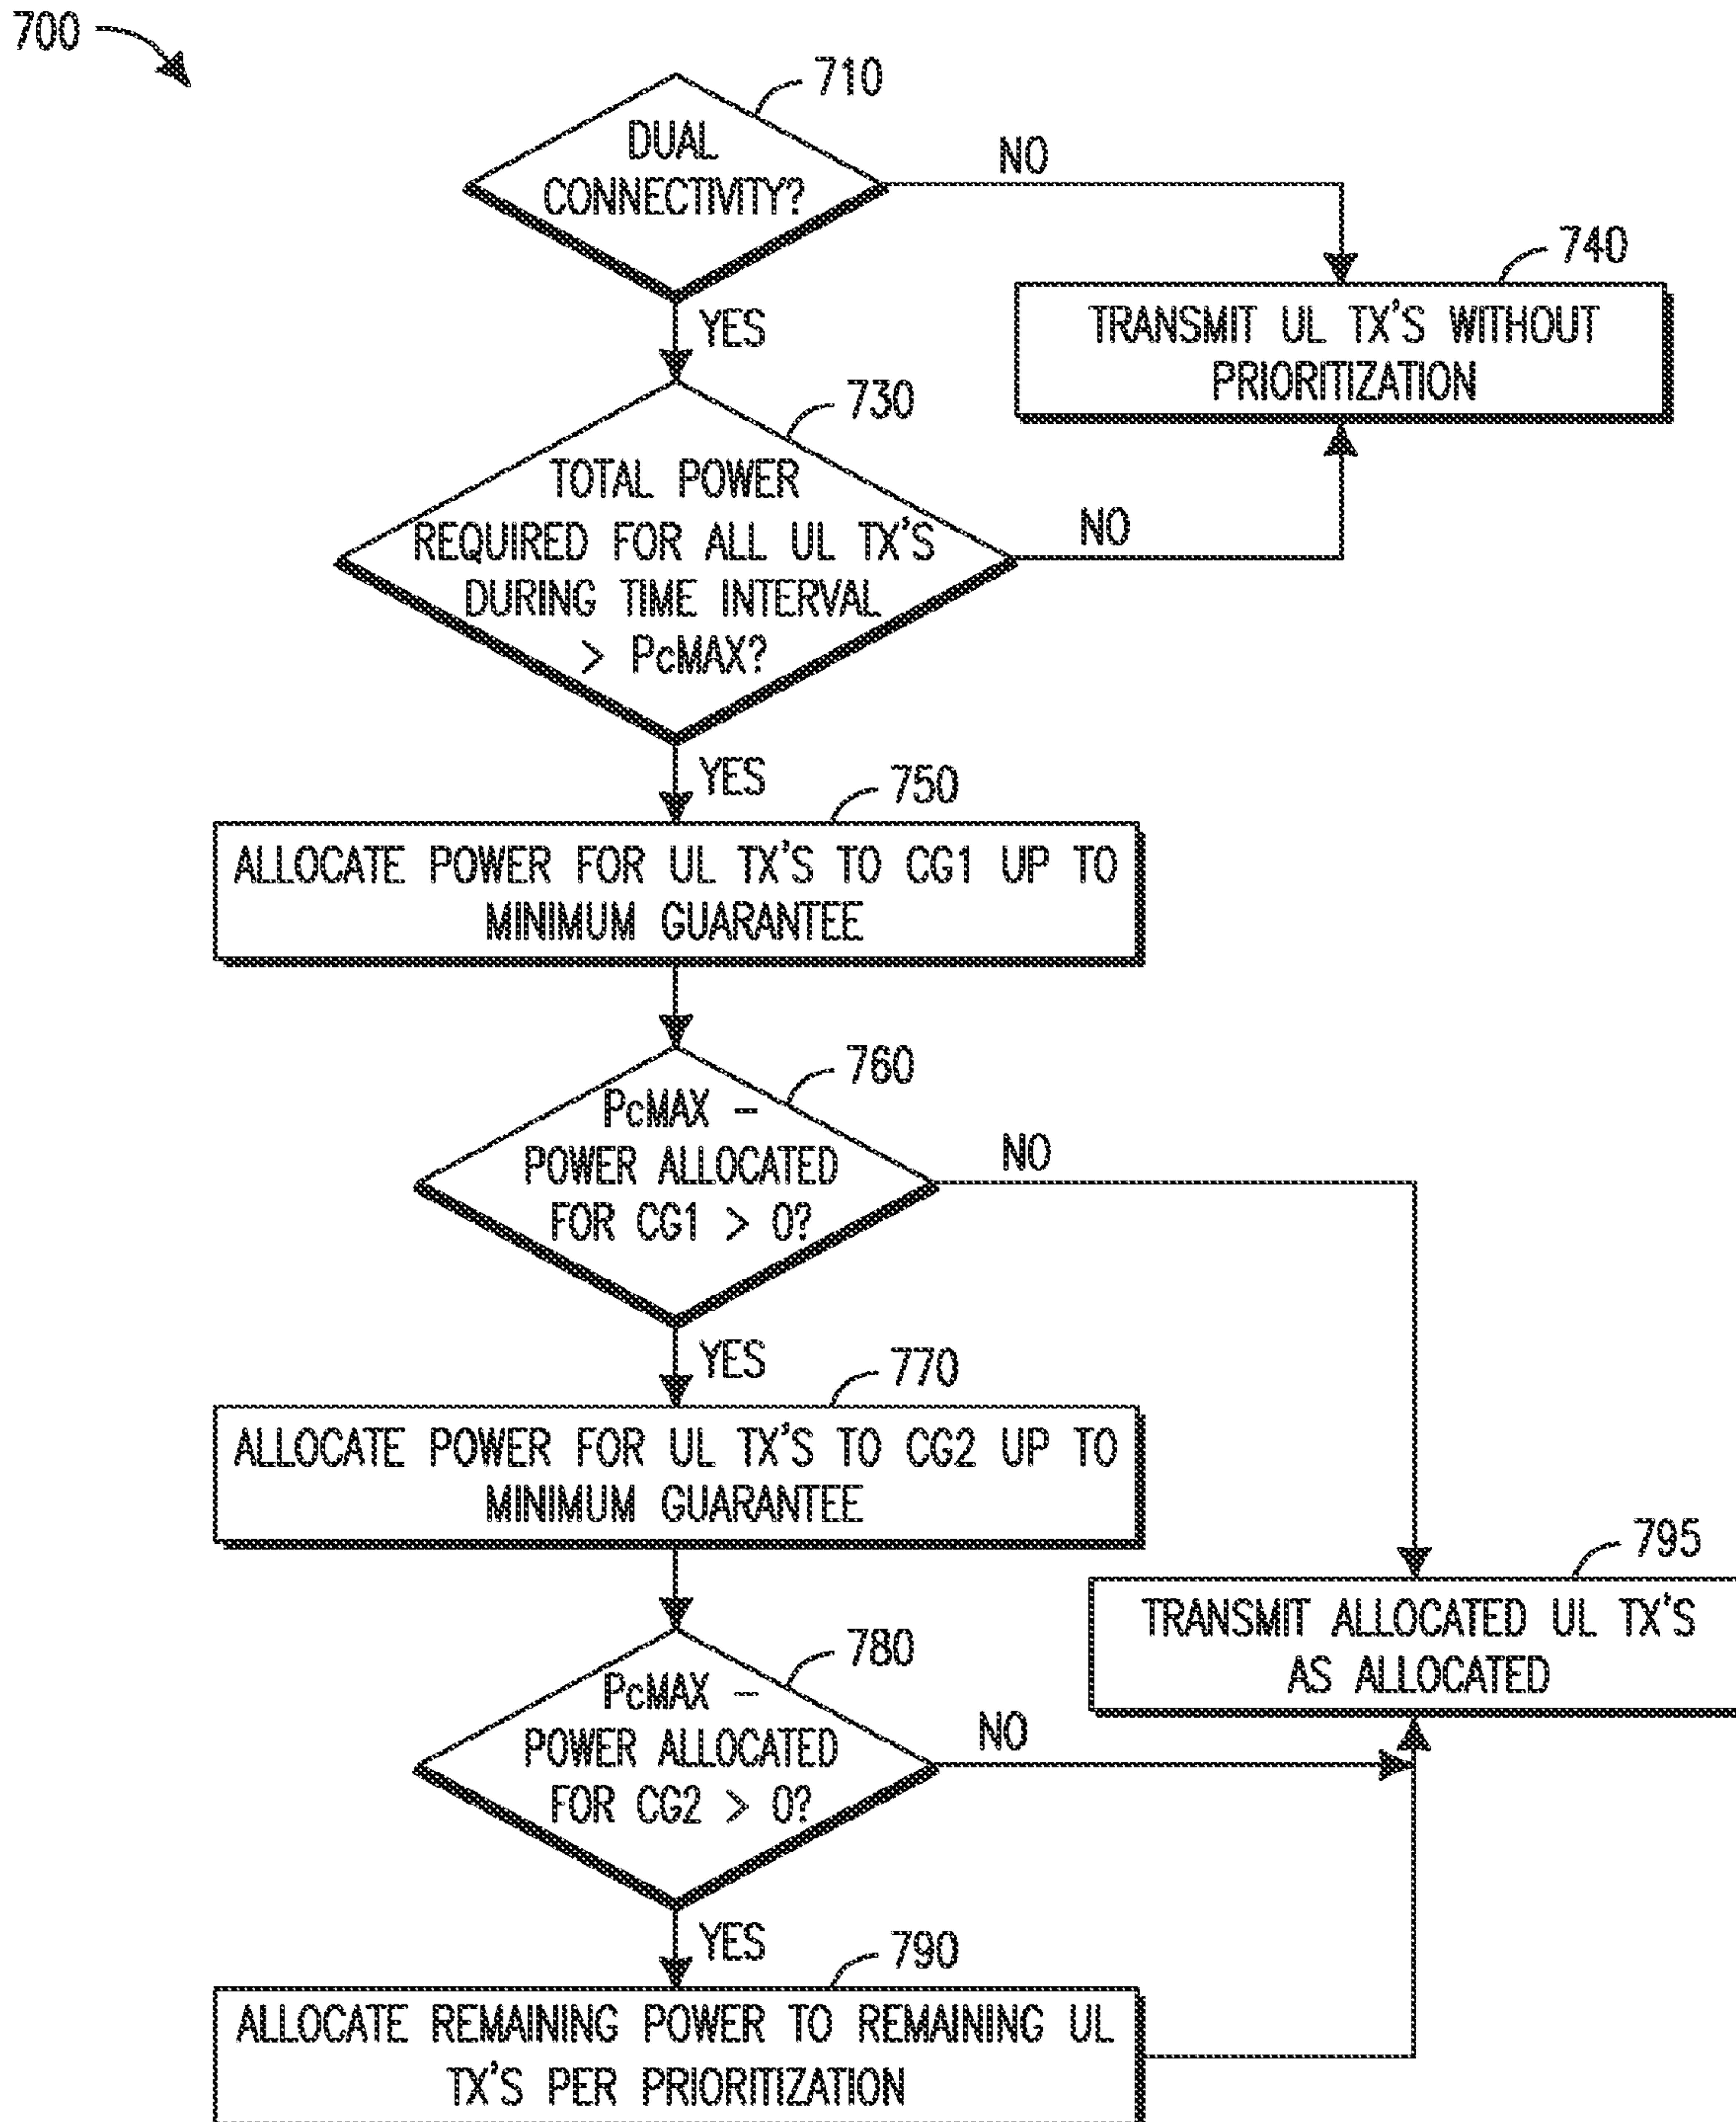 700
710
DUAL
CONNECTIVITY?
NO
740
TRANSMIT UL TX'S WITHOUT
PRIORITIZATION
YES
730
TOTAL POWER
REQUIRED FOR ALL UL TX'S
DURING TIME INTERVAL
> PcMAX?
NO
YES
750
ALLOCATE POWER FOR UL TX'S TO CG1 UP TO
MINIMUM GUARANTEE
760
PcMAX –
POWER ALLOCATED
FOR CG1 > 0?
NO
YES
770
ALLOCATE POWER FOR UL TX'S TO CG2 UP TO
MINIMUM GUARANTEE
795
TRANSMIT ALLOCATED UL TX'S
AS ALLOCATED
780
PcMAX –
POWER ALLOCATED
FOR CG2 > 0?
NO
YES
790
ALLOCATE REMAINING POWER TO REMAINING UL
TX'S PER PRIORITIZATION